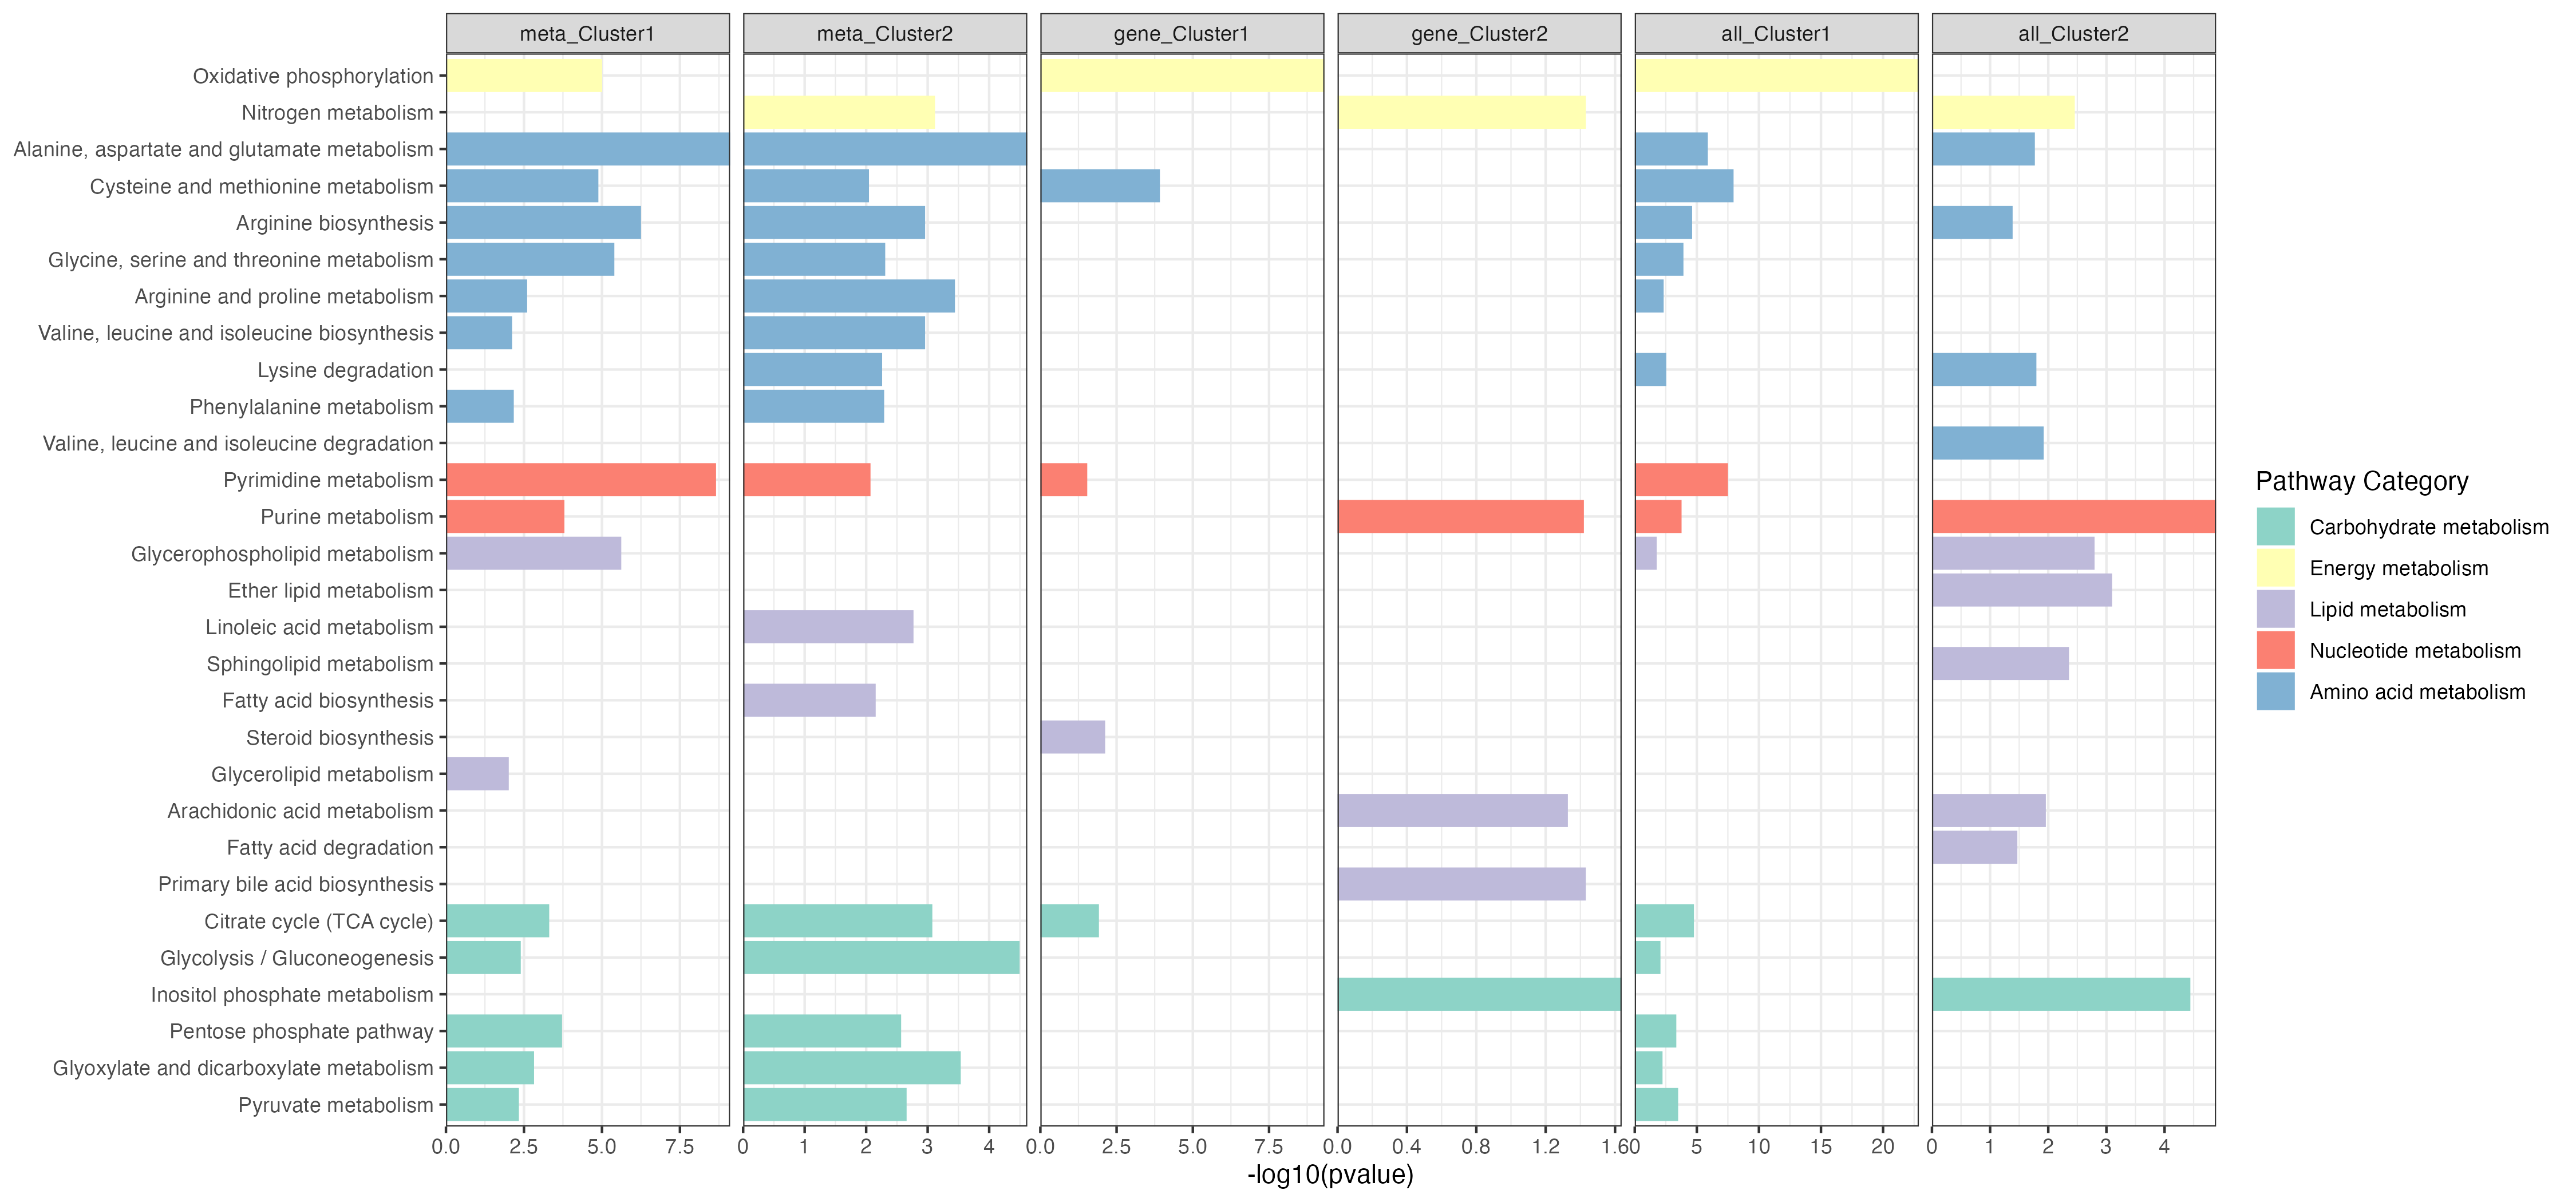 meta_Cluster1 meta_Cluster2 gene_Cluster1 gene_Cluster2 all_Cluster1 all_Cluster2
Oxidative phosphorylation
Nitrogen metabolism
Alanine, aspartate and glutamate metabolism
Cysteine and methionine metabolism
Arginine biosynthesis
Glycine, serine and threonine metabolism
Arginine and proline metabolism
Valine, leucine and isoleucine biosynthesis
Lysine degradation
Phenylalanine metabolism
Valine, leucine and isoleucine degradation
Pyrimidine metabolism
Purine metabolism
Glycerophospholipid metabolism
Ether lipid metabolism
Linoleic acid metabolism
Sphingolipid metabolism
Fatty acid biosynthesis
Steroid biosynthesis
Glycerolipid metabolism
Arachidonic acid metabolism
Fatty acid degradation
Primary bile acid biosynthesis
Citrate cycle (TCA cycle)
Glycolysis / Gluconeogenesis
Inositol phosphate metabolism
Pentose phosphate pathway
Glyoxylate and dicarboxylate metabolism
Pyruvate metabolism
0.0 2.5 5.0 7.5 0 1 2 3 4 0.0 2.5 5.0 7.5 0.0 0.4 0.8 1.2 1.6 0 5 10 15 20 0 1 2 3 4
-log10(pvalue)
Pathway Category
Carbohydrate metabolism
Energy metabolism
Lipid metabolism
Nucleotide metabolism
Amino acid metabolism